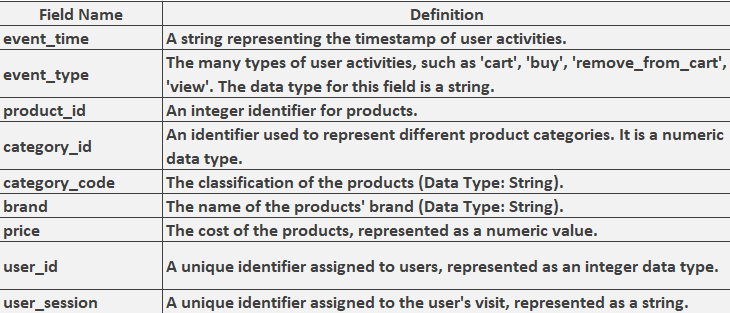 Field Name Definition
event_time A string representing the timestamp of user activities.
event_type The many types of user activities, such as 'cart', 'buy', 'remove_from_cart',
'view'. The data type for this field is a string.
product_id An integer identifier for products.
category_id An identifier used to represent different product categories. It is a numeric
data type.
category_code The classification of the products (Data Type: String).
brand The name of the products' brand (Data Type: String).
price The cost of the products, represented as a numeric value.
user_id A unique identifier assigned to users, represented as an integer data type.
user_session A unique identifier assigned to the user's visit, represented as a string.